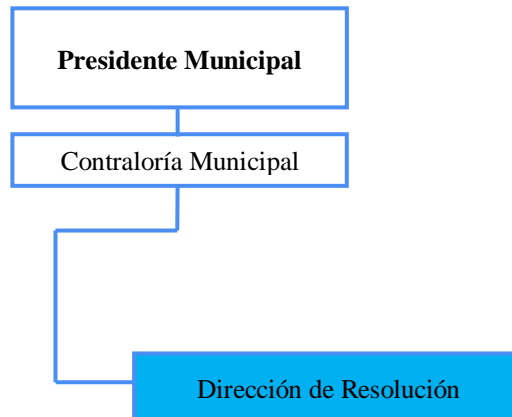 Presidente Municipal
Contraloría Municipal
Dirección de Resolución